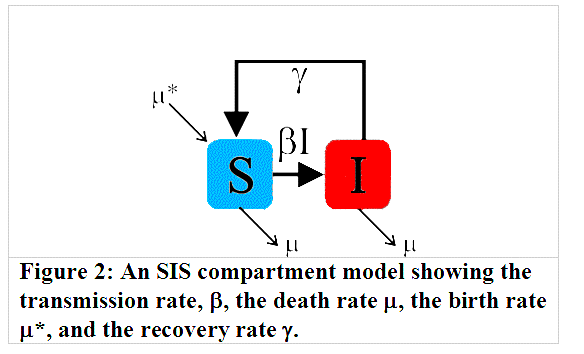 γ
μ*
βI
S
I
μ
μ
Figure 2: An SIS compartment model showing the
transmission rate, β, the death rate μ, the birth rate
μ*, and the recovery rate γ.